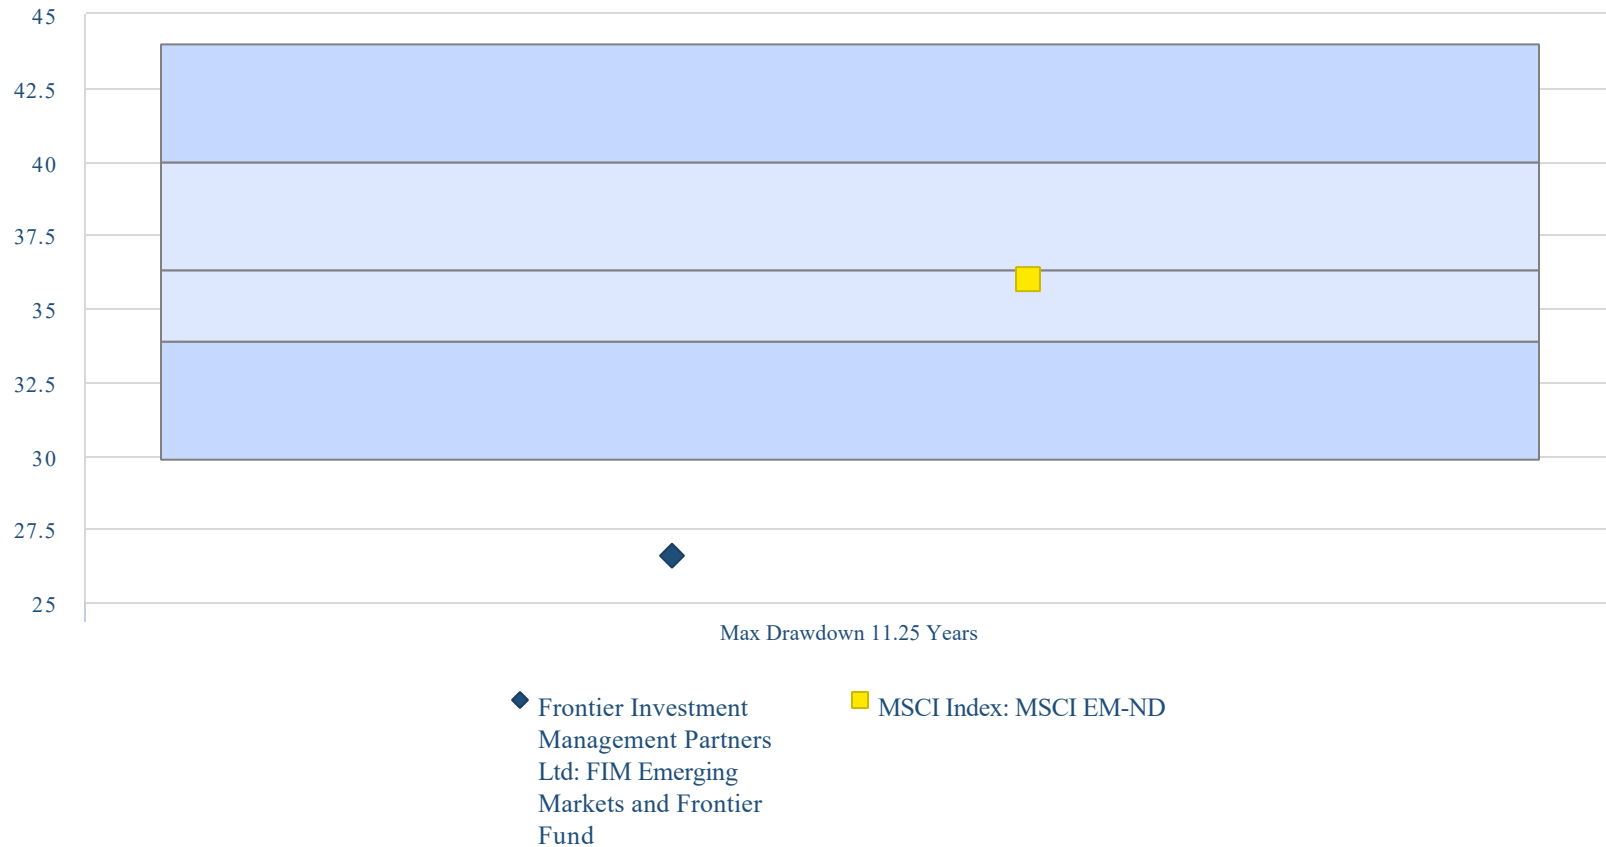 45
42.5
40
37.5
35
32.5
30
27.5
25
Max Drawdown 11.25 Years
Frontier Investment
Management Partners
Ltd: FIM Emerging
Markets and Frontier
Fund
MSCI Index: MSCI EM-ND